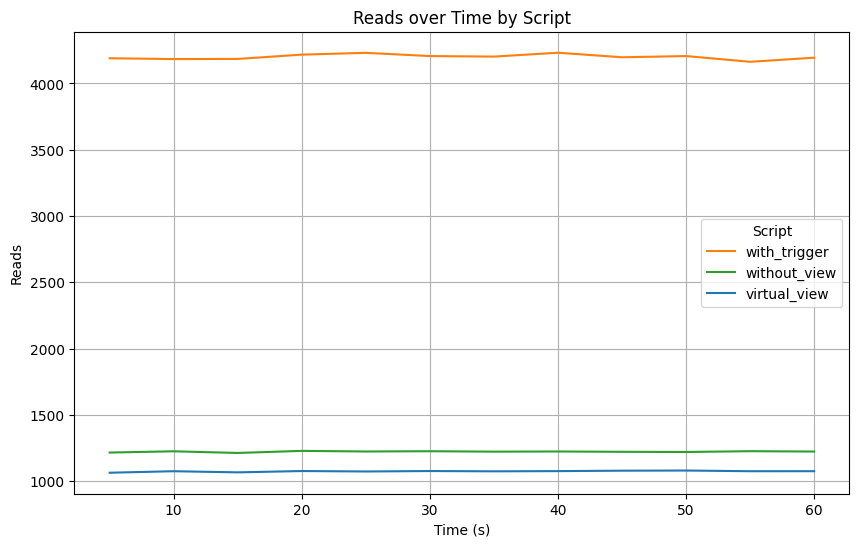 Reads over Time by Script
Reads
4000
3500
3000
2500
2000
1500
1000
Script
with_trigger
without_view
virtual_view
10
20
30
40
50
60
Time (s)